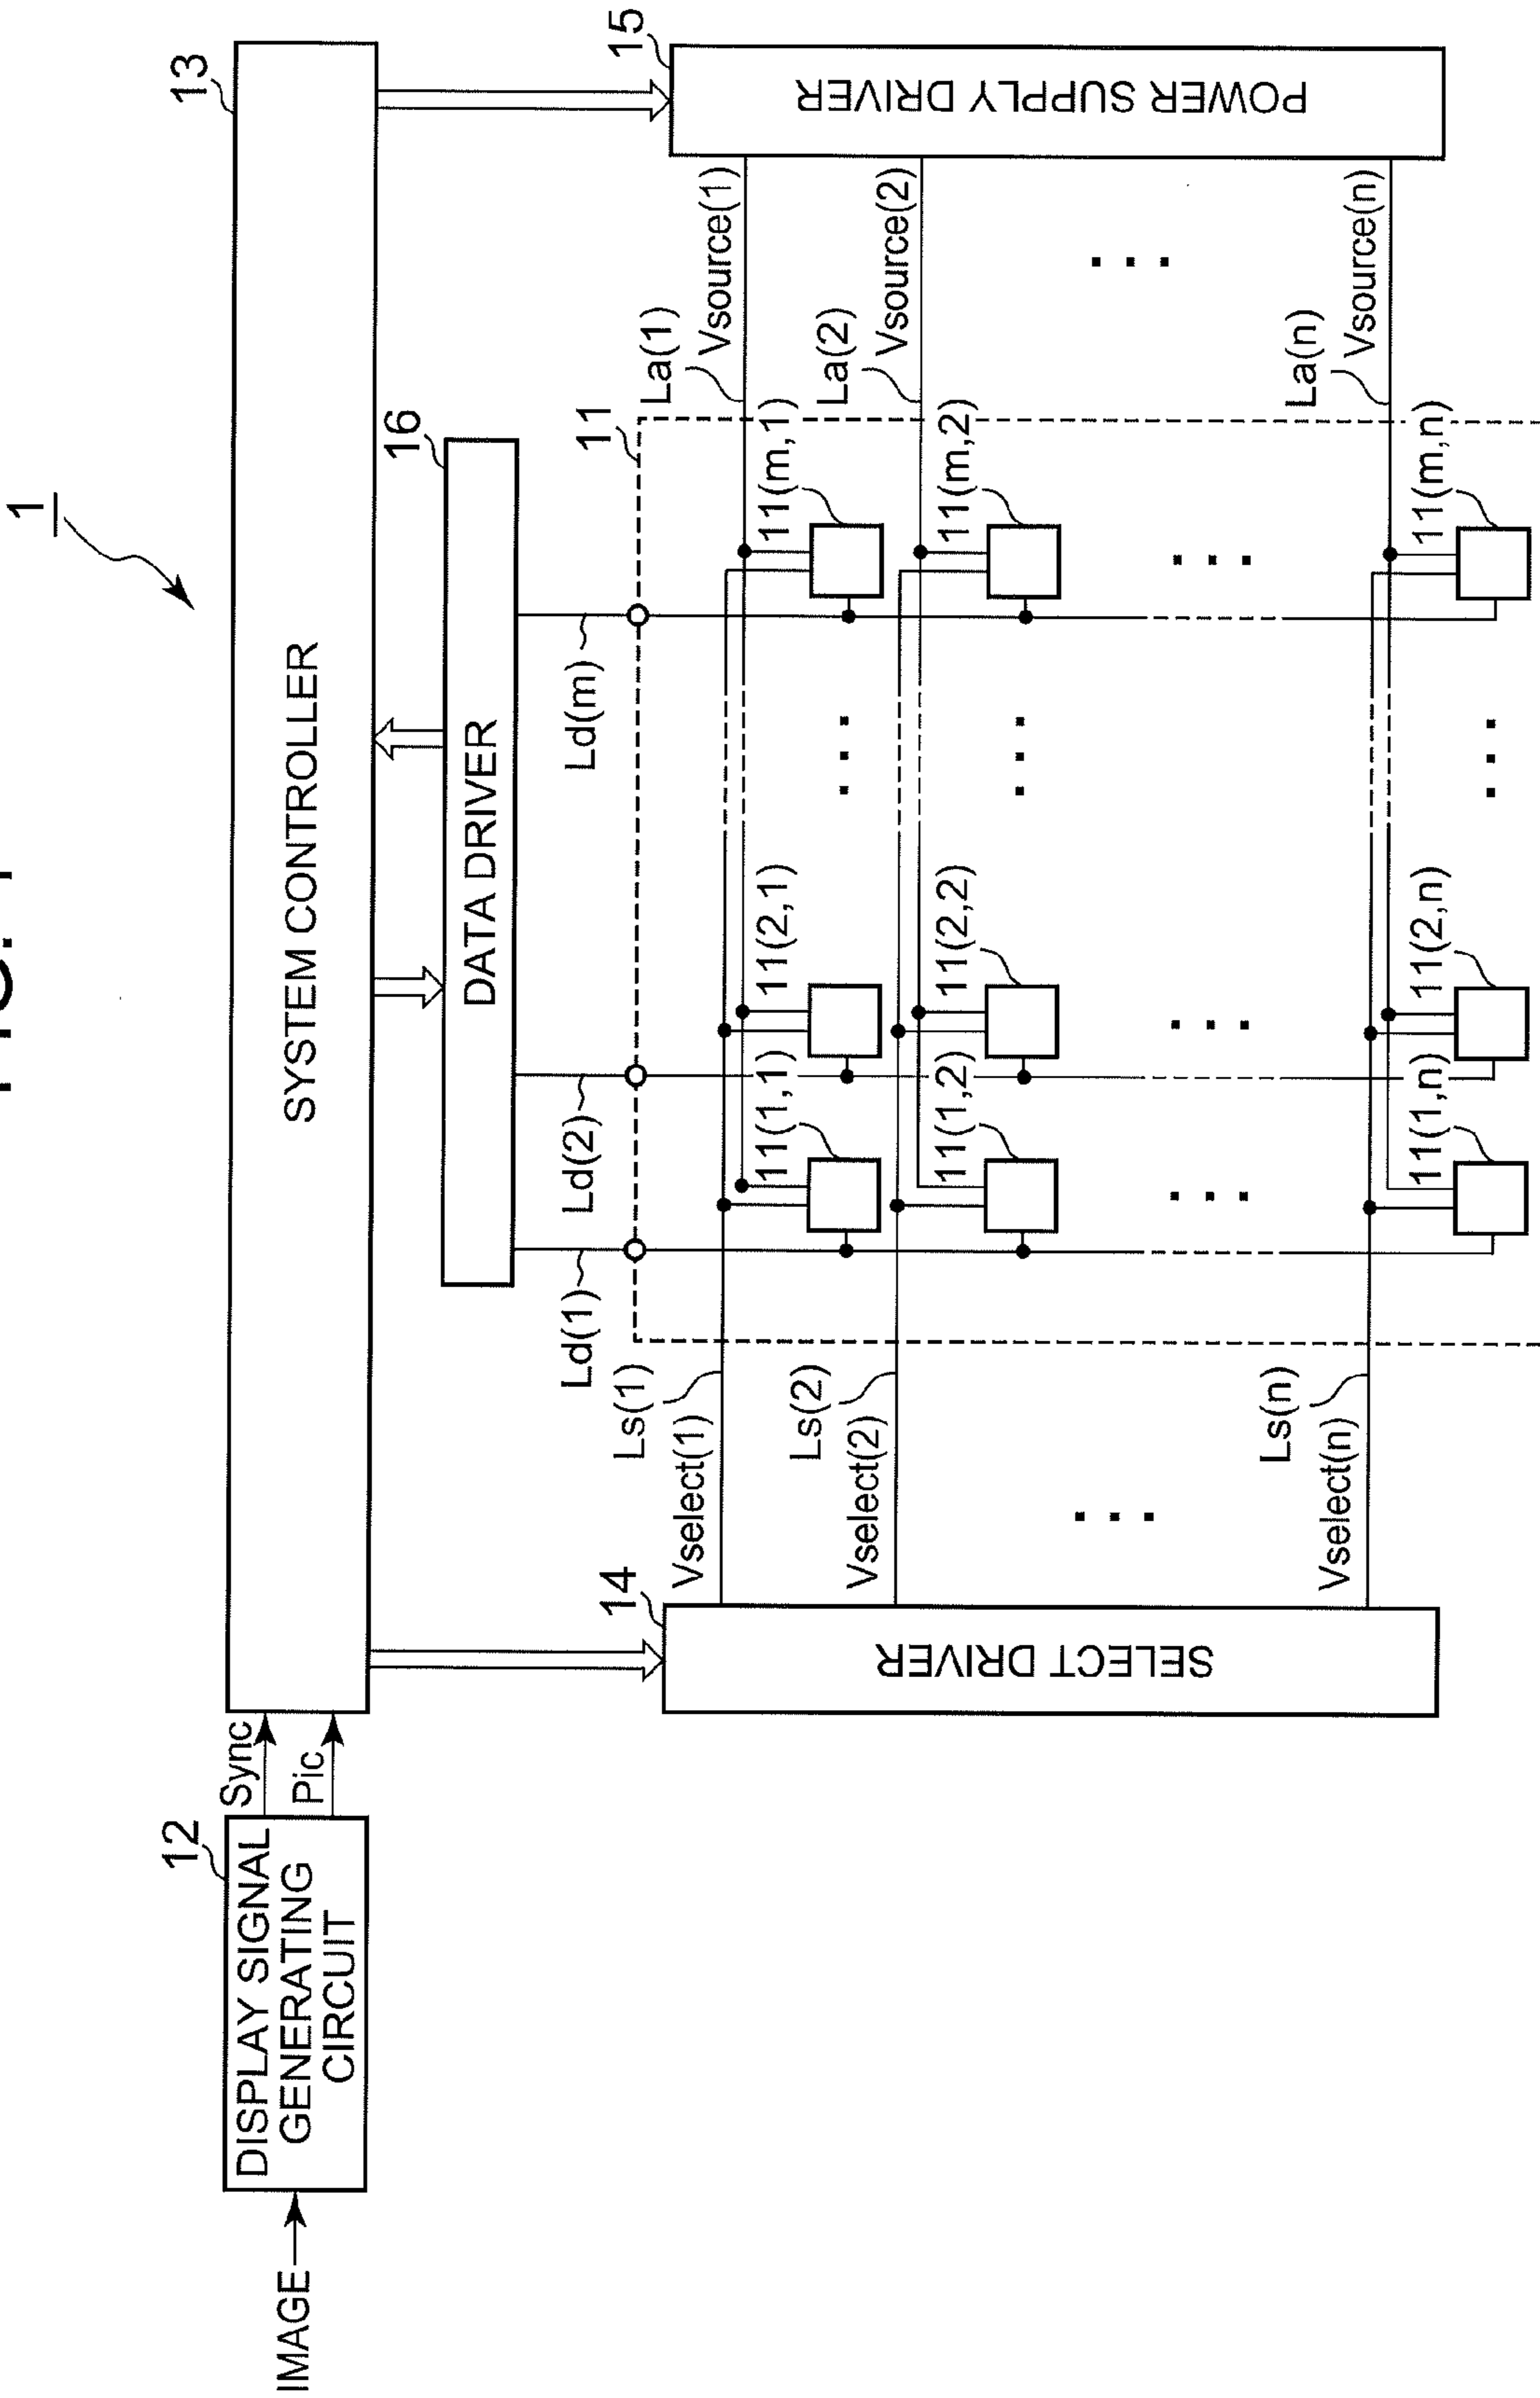 FIG. 1
1
IMAGE
12
DISPLAY SIGNAL
GENERATING
CIRCUIT
Sync
Pic
13
SYSTEM CONTROLLER
16
DATA DRIVER
14
SELECT DRIVER
15
POWER SUPPLY DRIVER
Ld(1)
Ld(2)
Ld(m)
11
Ls(1)
Vselect(1)
11(1,1)
11(2,1)
11(m,1)
La(1)
Vsource(1)
Ls(2)
Vselect(2)
11(1,2)
11(2,2)
11(m,2)
La(2)
Vsource(2)
Ls(n)
Vselect(n)
11(1,n)
11(2,n)
11(m,n)
La(n)
Vsource(n)